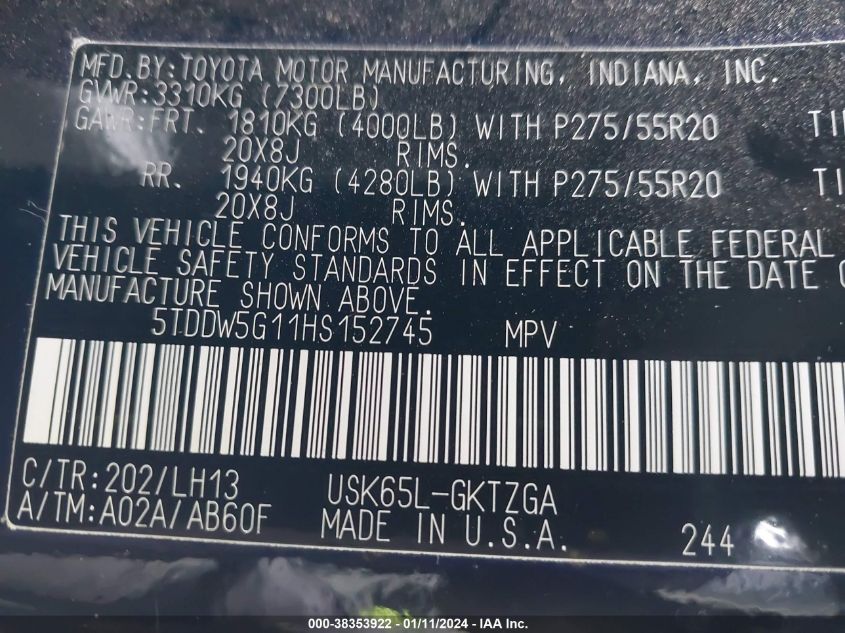 MFD.BY:TOYOTA MOTOR MANUFACTURING, INDIANA, INC.
GVWR:3310KG (7300LB)
GAWR:FRT. 1810KG (4000LB) WITH P275/55R20 TI
20X8J RIMS.
RR. 1940KG (4280LB) WITH P275/55R20 TI
20X8J RIMS.
THIS VEHICLE CONFORMS TO ALL APPLICABLE FEDERAL
VEHICLE SAFETY STANDARDS IN EFFECT ON THE DATE
MANUFACTURE SHOWN ABOVE.
5TDDW5G11HS152745 MPV
C/TR:202/LH13 USK65L-GKTZGA
A/TM:A02A/AB60F MADE IN U.S.A. 244
000-38353922 - 01/11/2024 - IAA Inc.